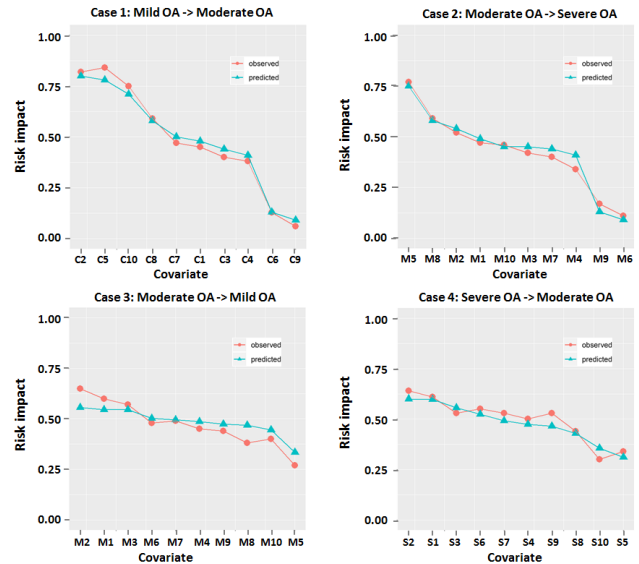 Case 1: Mild OA -> Moderate OA
1.00
0.75
0.50
0.25
0.00
Risk impact
observed
predicted
C2 C5 C10 C8 C7 C1 C3 C4 C6 C9
Covariate
Case 2: Moderate OA -> Severe OA
1.00
0.75
0.50
0.25
0.00
Risk impact
observed
predicted
M5 M8 M2 M1 M10 M3 M7 M4 M9 M6
Covariate
Case 3: Moderate OA -> Mild OA
1.00
0.75
0.50
0.25
0.00
Risk impact
observed
predicted
M2 M1 M3 M6 M7 M4 M9 M8 M10 M5
Covariate
Case 4: Severe OA -> Moderate OA
1.00
0.75
0.50
0.25
0.00
Risk impact
observed
predicted
S2 S1 S3 S6 S7 S4 S9 S8 S10 S5
Covariate